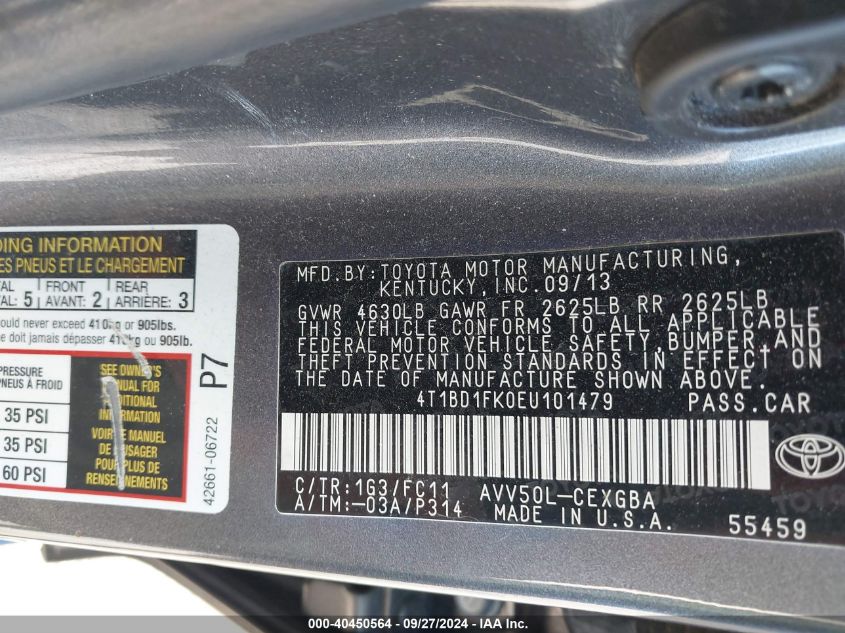 DING INFORMATION
ES PNEUS ET LE CHARGEMENT
TAL 5 FRONT AVANT: 2 REAR ARRIÈRE: 3
ould never exceed 410kg or 905lbs.
e doit jamais dépasser 410kg ou 905lb.
PRESSURE
PNEUS À FROID
35 PSI
35 PSI
60 PSI
SEE OWNER'S
MANUAL FOR
ADDITIONAL
INFORMATION
VOIR LE MANUEL
DE L'USAGER
POUR PLUS DE
RENSEIGNEMENTS
P7
42661-06722
MFD.BY:TOYOTA MOTOR MANUFACTURING,
KENTUCKY,INC.09/13
GVWR 4630LB GAWR FR 2625LB RR 2625LB
THIS VEHICLE CONFORMS TO ALL APPLICABLE
FEDERAL MOTOR VEHICLE SAFETY,BUMPER,AND
THEFT PREVENTION STANDARDS IN EFFECT ON
THE DATE OF MANUFACTURE SHOWN ABOVE.
4T1BD1FK0EU101479 PASS.CAR
C/TR:1G3/FC11 AVV50L-CEXGBA
A/TM:-03A/P314 MADE IN U.S.A.
55459
TOYOTA
000-40450564 - 09/27/2024 - IAA Inc.